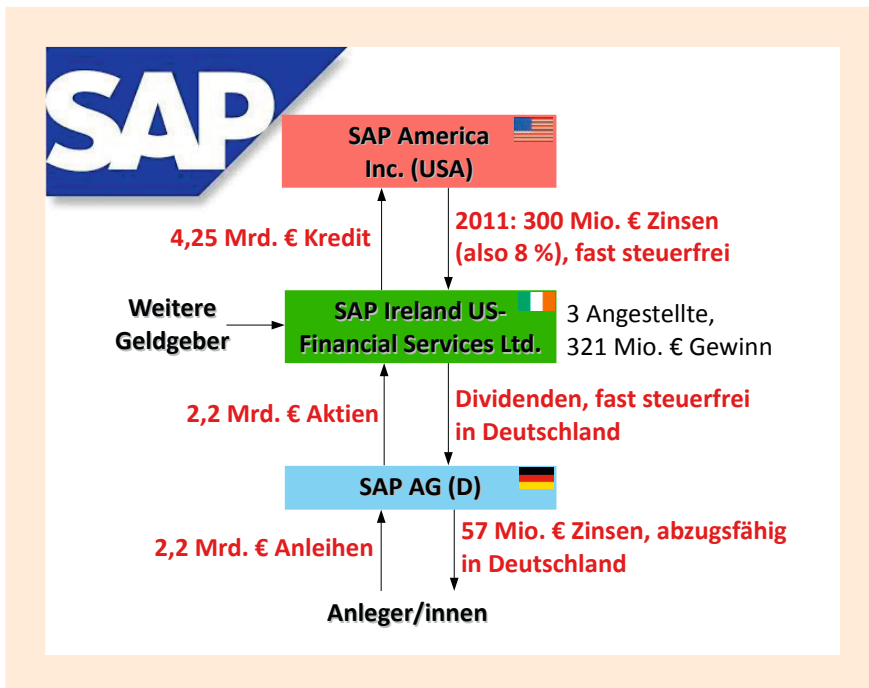 SAP
SAP America
Inc. (USA)
4,25 Mrd. € Kredit
2011: 300 Mio. € Zinsen
(also 8 %), fast steuerfrei
Weitere
Geldgeber
SAP Ireland US-
Financial Services Ltd.
3 Angestellte,
321 Mio. € Gewinn
2,2 Mrd. € Aktien
Dividenden, fast steuerfrei
in Deutschland
SAP AG (D)
2,2 Mrd. € Anleihen
57 Mio. € Zinsen, abzugsfähig
in Deutschland
Anleger/innen